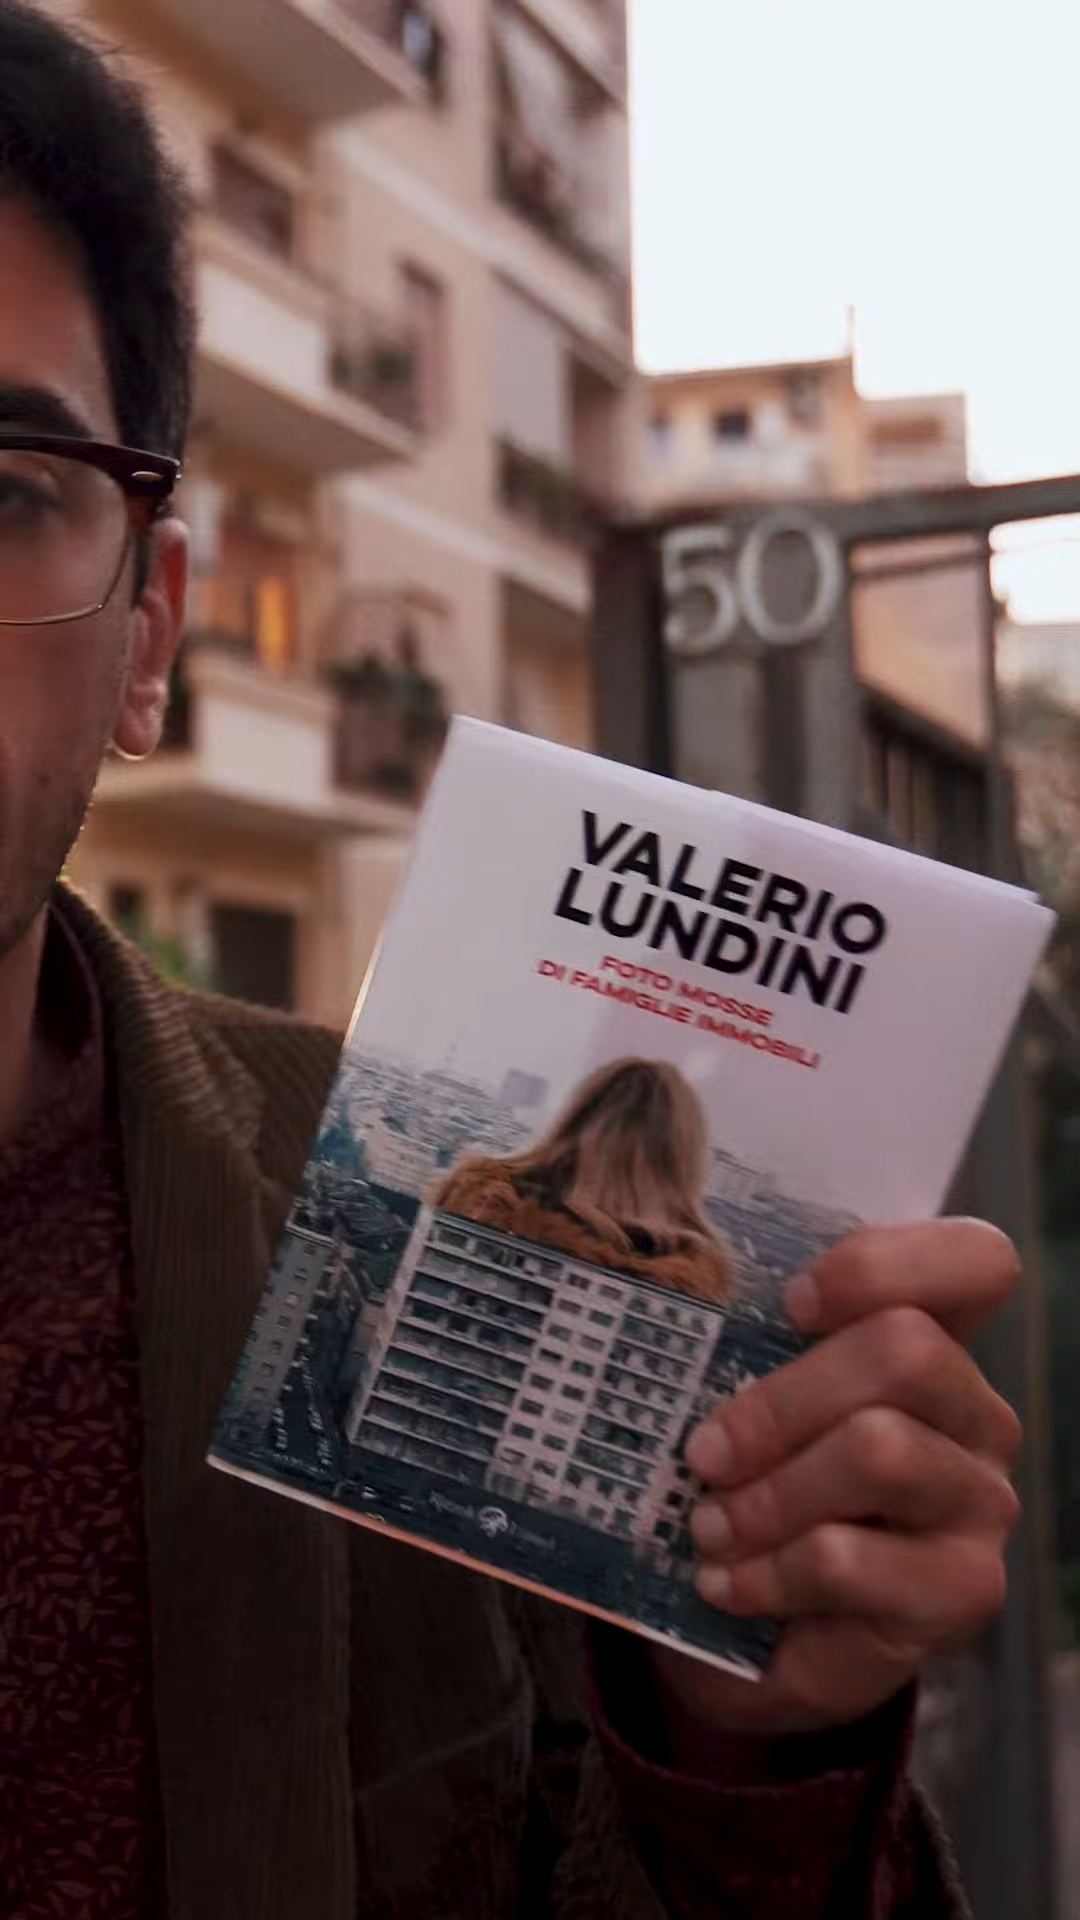 50
VALERIO
LUNDINI
FOTO MOSSE
DI FAMIGLIE IMMOBILI